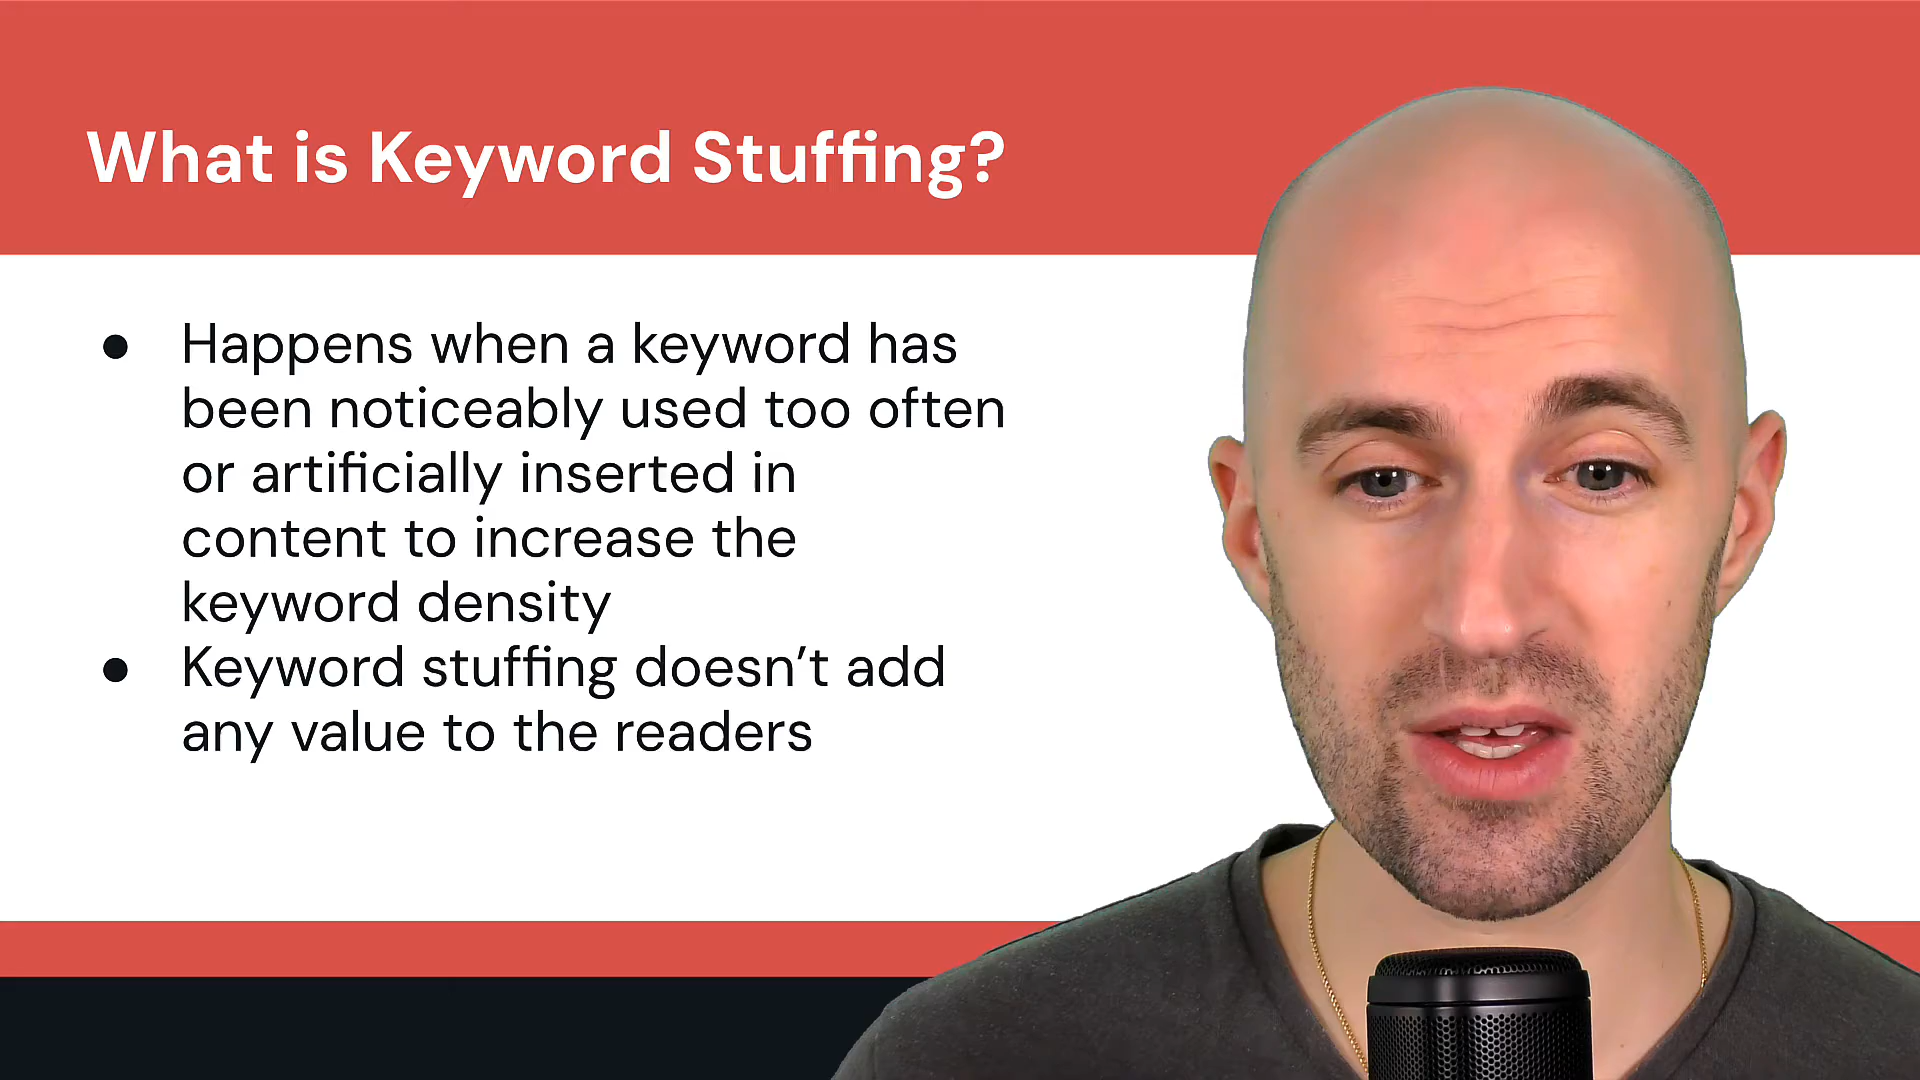 What is Keyword Stuffing?
● Happens when a keyword has
been noticeably used too often
or artificially inserted in
content to increase the
keyword density
● Keyword stuffing doesn’t add
any value to the readers